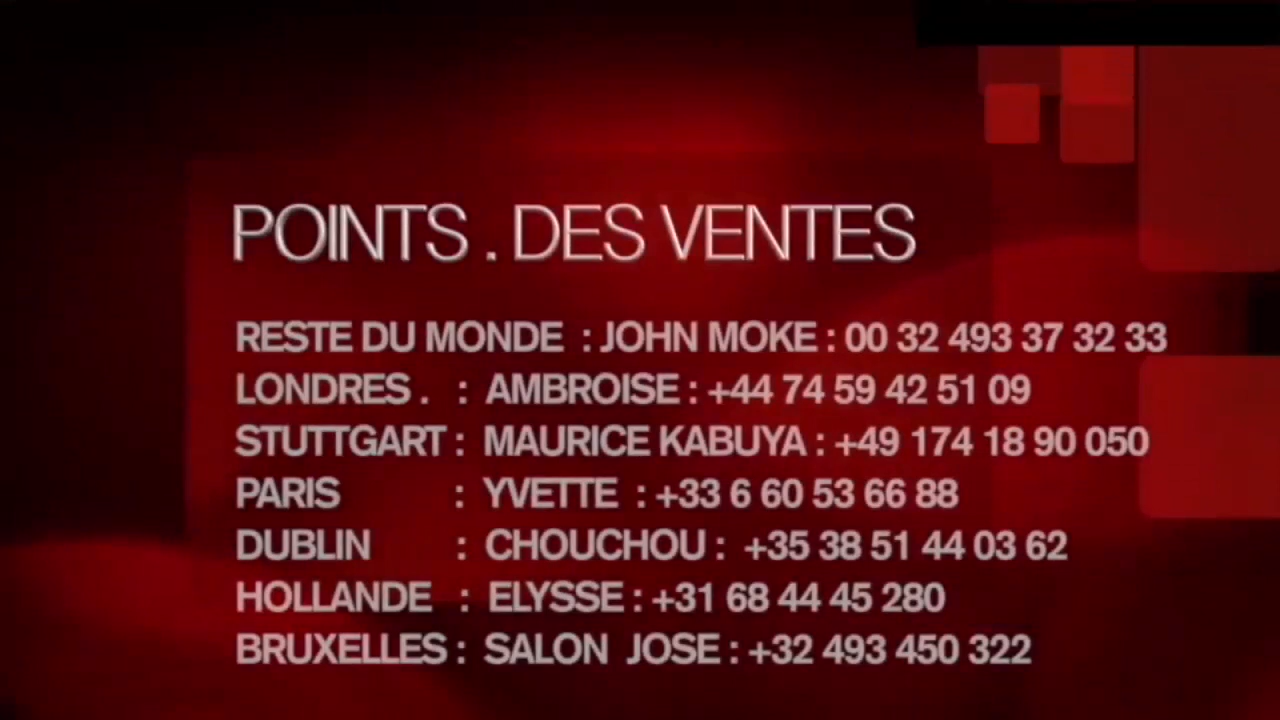 POINTS . DES VENTES
RESTE DU MONDE : JOHN MOKE : 00 32 493 37 32 33
LONDRES . : AMBROISE : +44 74 59 42 51 09
STUTTGART : MAURICE KABUYA : +49 174 18 90 050
PARIS : YVETTE : +33 6 60 53 66 88
DUBLIN : CHOUCHOU : +35 38 51 44 03 62
HOLLANDE : ELYSSE : +31 68 44 45 280
BRUXELLES : SALON JOSE : +32 493 450 322